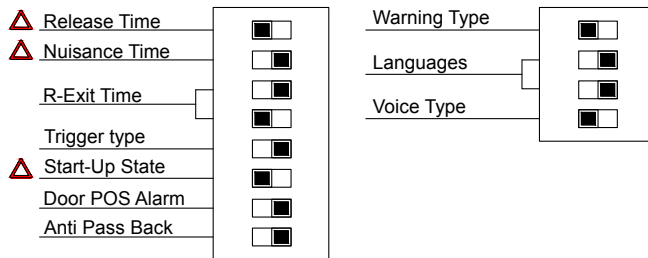 Release Time
Nuisance Time
R-Exit Time
Trigger type
Start-Up State
Door POS Alarm
Anti Pass Back
Warning Type
Languages
Voice Type